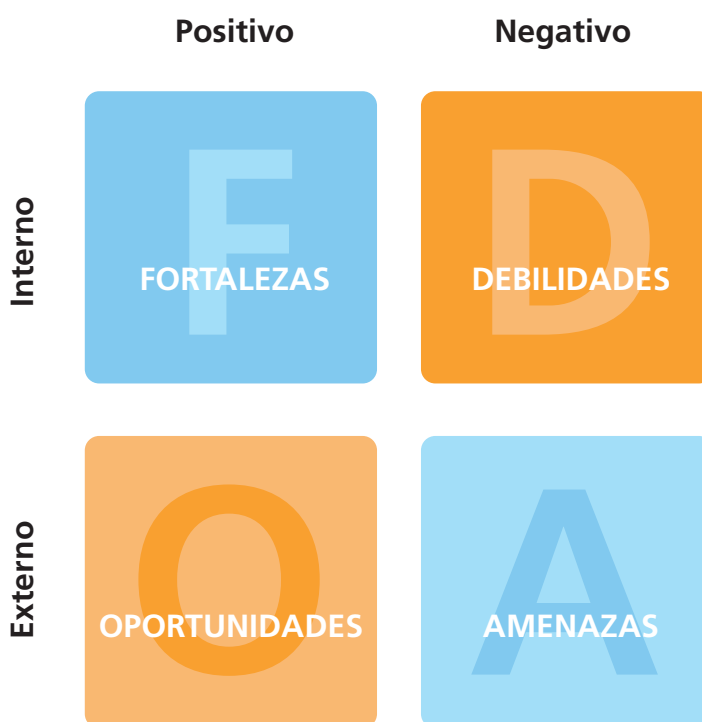 Positivo
Negativo
Interno
F
FORTALEZAS
D
DEBILIDADES
Externo
O
OPORTUNIDADES
A
AMENAZAS